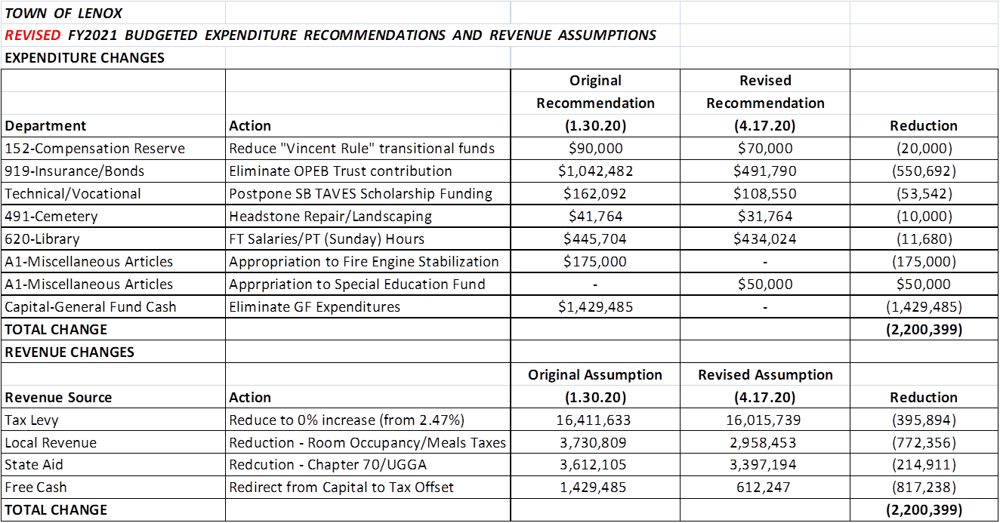 TOWN OF LENOX
REVISED FY2021 BUDGETED EXPENDITURE RECOMMENDATIONS AND REVENUE ASSUMPTIONS
EXPENDITURE CHANGES
Original Revised
Recommendation Recommendation
Department Action (1.30.20) (4.17.20) Reduction
152-Compensation Reserve Reduce "Vincent Rule" transitional funds $90,000 $70,000 (20,000)
919-Insurance/Bonds Eliminate OPEB Trust contribution $1,042,482 $491,790 (550,692)
Technical/Vocational Postpone SB TAVES Scholarship Funding $162,092 $108,550 (53,542)
491-Cemetery Headstone Repair/Landscaping $41,764 $31,764 (10,000)
620-Library FT Salaries/PT (Sunday) Hours $445,704 $434,024 (11,680)
A1-Miscellaneous Articles Appropriation to Fire Engine Stabilization $175,000 - (175,000)
A1-Miscellaneous Articles Apprpriation to Special Education Fund - $50,000 $50,000
Capital-General Fund Cash Eliminate GF Expenditures $1,429,485 - (1,429,485)
TOTAL CHANGE (2,200,399)
REVENUE CHANGES
Original Assumption Revised Assumption
Revenue Source Action (1.30.20) (4.17.20) Reduction
Tax Levy Reduce to 0% increase (from 2.47%) 16,411,633 16,015,739 (395,894)
Local Revenue Reduction - Room Occupancy/Meals Taxes 3,730,809 2,958,453 (772,356)
State Aid Redcution - Chapter 70/UGGA 3,612,105 3,397,194 (214,911)
Free Cash Redirect from Capital to Tax Offset 1,429,485 612,247 (817,238)
TOTAL CHANGE (2,200,399)